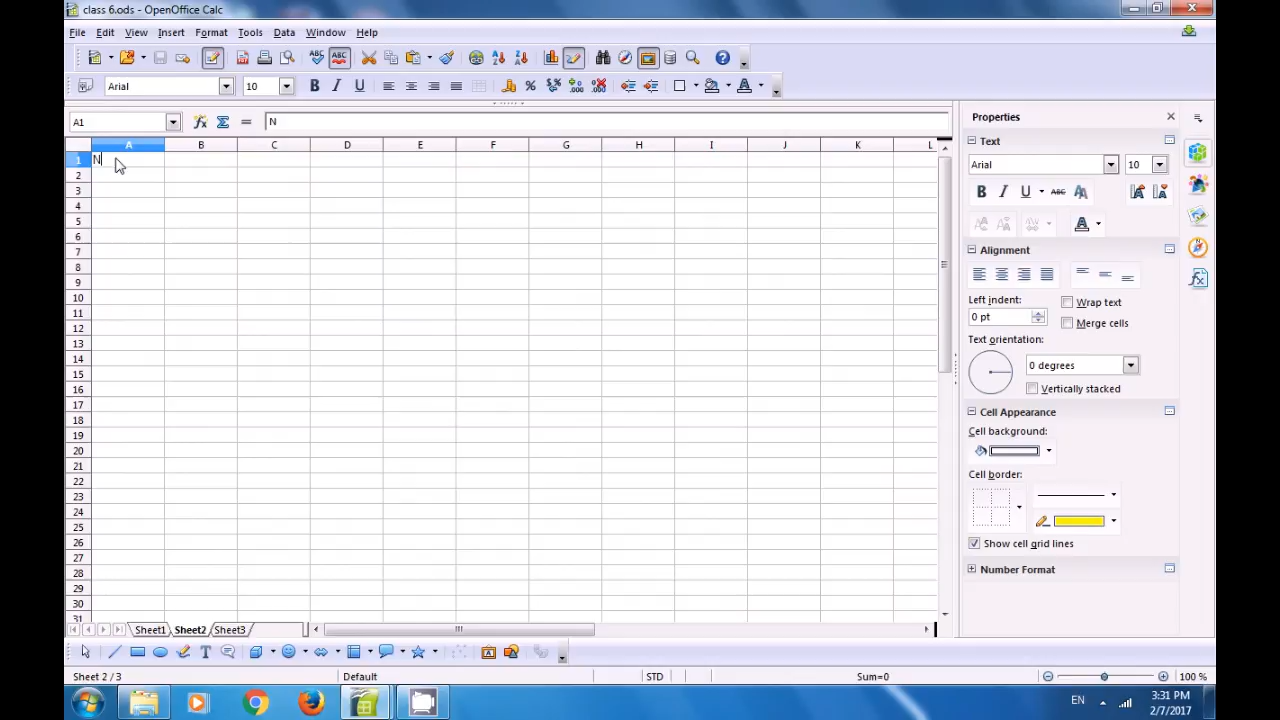 class 6.ods - OpenOffice Calc
File Edit View Insert Format Tools Data Window Help
Arial 10
A1 N
A B C D E F G H I J K L
1 N
2
3
4
5
6
7
8
9
10
11
12
13
14
15
16
17
18
19
20
21
22
23
24
25
26
27
28
29
30
31
Sheet1 Sheet2 Sheet3
Sheet 2 / 3 Default STD Sum=0 100 %
Properties
Text
Arial 10
Alignment
Left indent: Wrap text
0 pt Merge cells
Text orientation:
0 degrees
Vertically stacked
Cell Appearance
Cell background:
Cell border:
Show cell grid lines
Number Format
EN 3:31 PM
2/7/2017